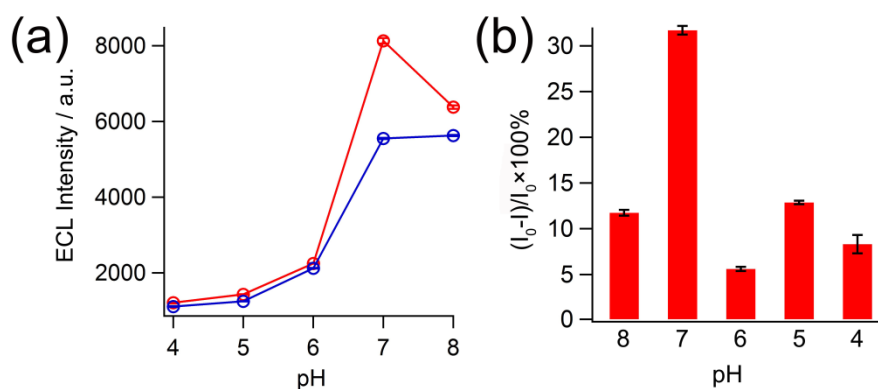 (a)
ECL Intensity / a.u.
8000
6000
4000
2000
4 5 6 7 8
pH
(b)
(I₀-I)/I₀×100%
30
25
20
15
10
5
0
8 7 6 5 4
pH